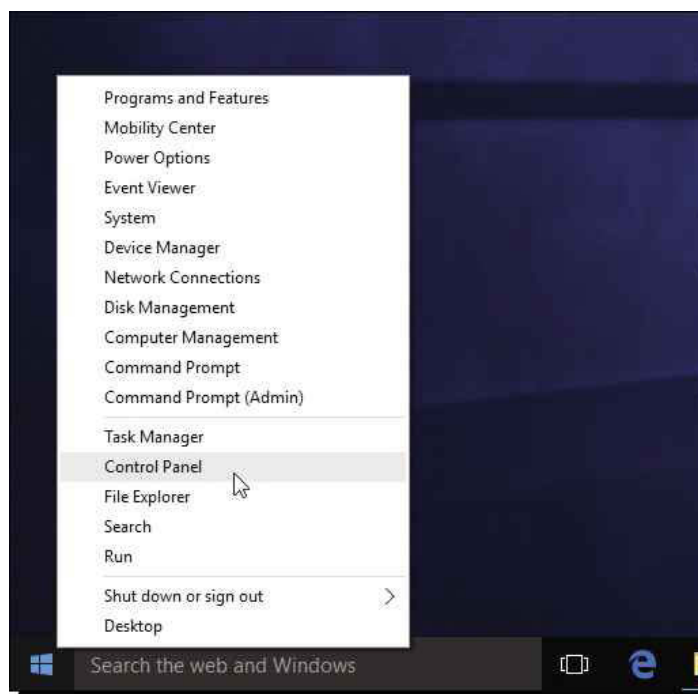 Programs and Features
Mobility Center
Power Options
Event Viewer
System
Device Manager
Network Connections
Disk Management
Computer Management
Command Prompt
Command Prompt (Admin)
Task Manager
Control Panel
File Explorer
Search
Run
Shut down or sign out
Desktop
Search the web and Windows